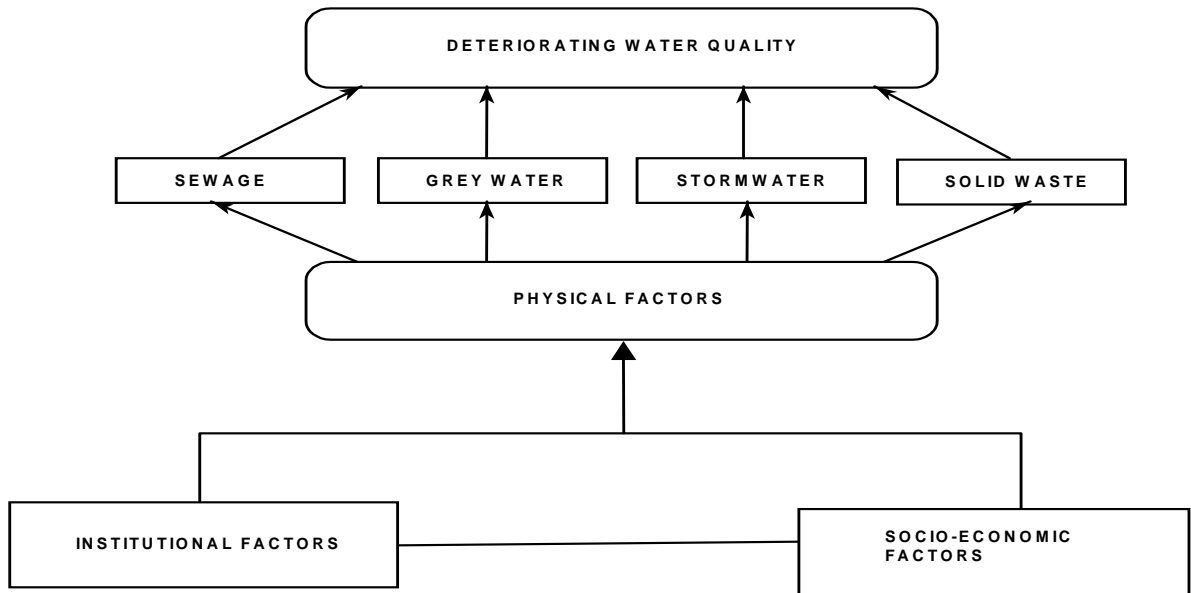 DETERIORATING WATER QUALITY
SEWAGE
GREY WATER
STORMWATER
SOLID WASTE
PHYSICAL FACTORS
INSTITUTIONAL FACTORS
SOCIO-ECONOMIC
FACTORS